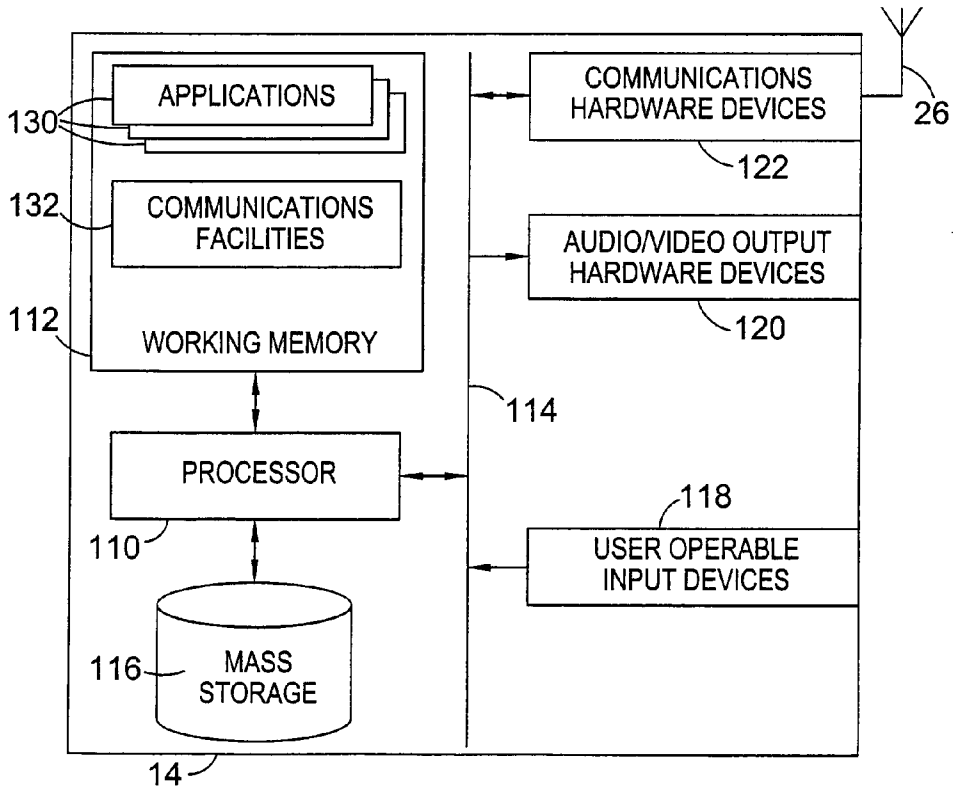 APPLICATIONS
130
COMMUNICATIONS
FACILITIES
132
112
WORKING MEMORY
PROCESSOR
110
116
MASS
STORAGE
14
COMMUNICATIONS
HARDWARE DEVICES
26
122
AUDIO/VIDEO OUTPUT
HARDWARE DEVICES
120
114
118
USER OPERABLE
INPUT DEVICES